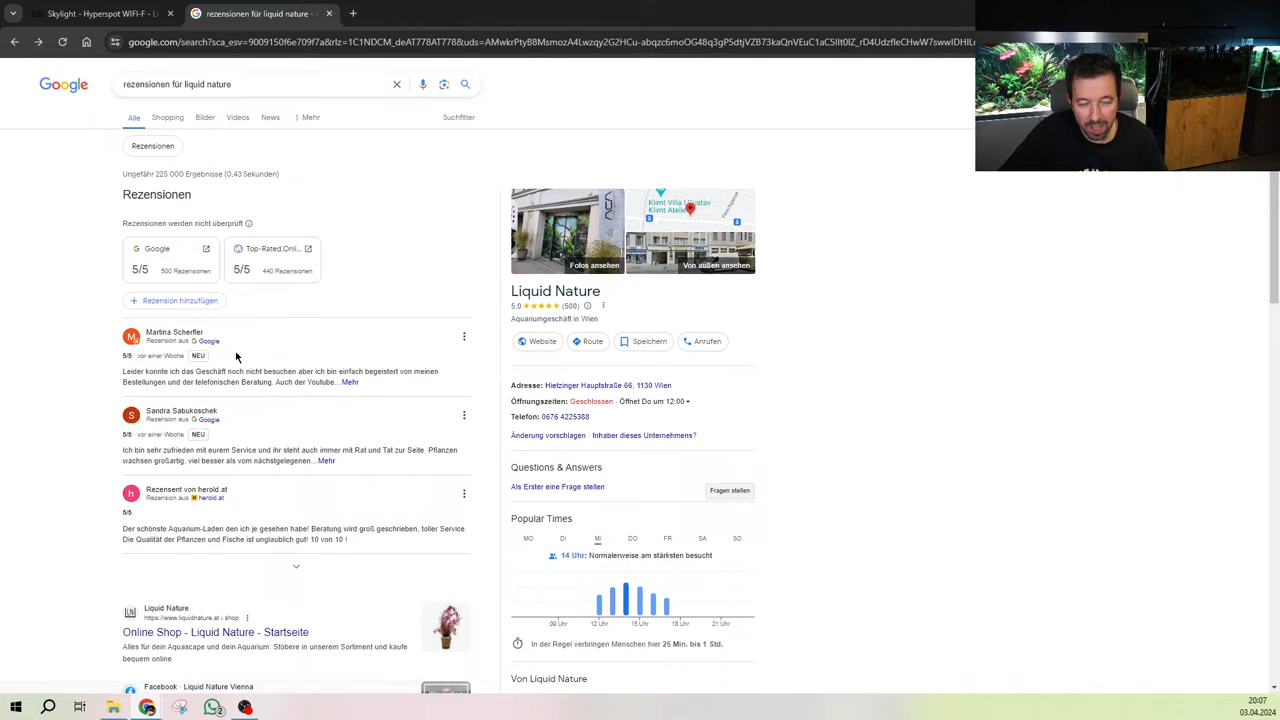 Skylight - Hyperspot WIFI-F - Li
rezensionen für liquid nature -
Google
rezensionen für liquid nature
Alle
Shopping
Bilder
Videos
News
Mehr
Suchfilter
Rezensionen
Ungefähr 225 000 Ergebnisse (0,43 Sekunden)
Rezensionen
Rezensionen werden nicht überprüft
Google
5/5 500 Rezensionen
Top-Rated.Onli...
5/5 440 Rezensionen
+ Rezension hinzufügen
M
Martina Scherfler
Rezension aus Google
5/5 · vor einer Woche NEU
Leider konnte ich das Geschäft noch nicht besuchen aber ich bin einfach begeistert von meinen
Bestellungen und der telefonischen Beratung. Auch der Youtube... Mehr
S
Sandra Sabukoschek
Rezension aus Google
5/5 · vor einer Woche NEU
Ich bin sehr zufrieden mit eurem Service und ihr steht auch immer mit Rat und Tat zur Seite. Pflanzen
wachsen großartig, viel besser als vom nächstgelegenen... Mehr
h
Rezensent von herold.at
Rezension aus herold.at
5/5
Der schönste Aquarium-Laden den ich je gesehen habe! Beratung wird groß geschrieben, toller Service.
Die Qualität der Pflanzen und Fische ist unglaublich gut! 10 von 10 !
Liquid Nature
https://www.liquidnature.at › shop
Online Shop - Liquid Nature - Startseite
Alles für dein Aquascape und dein Aquarium: Stöbere in unserem Sortiment und kaufe
bequem online.
Facebook · Liquid Nature Vienna
Fotos ansehen
Klimt Villa | Gustav
Klimt Atelie
Fleschgasse
Von außen ansehen
Liquid Nature
5,0 (500)
Aquariumgeschäft in Wien
Website
Route
Speichern
Anrufen
Adresse: Hietzinger Hauptstraße 66, 1130 Wien
Öffnungszeiten: Geschlossen · Öffnet Do um 12:00
Telefon: 0676 4225388
Änderung vorschlagen · Inhaber dieses Unternehmens?
Questions & Answers
Als Erster eine Frage stellen
Fragen stellen
Popular Times
MO DI MI DO FR SA SO
14 Uhr: Normalerweise am stärksten besucht
09 Uhr 12 Uhr 15 Uhr 18 Uhr 21 Uhr
In der Regel verbringen Menschen hier 25 Min. bis 1 Std.
Von Liquid Nature
2
20:07
03.04.2024